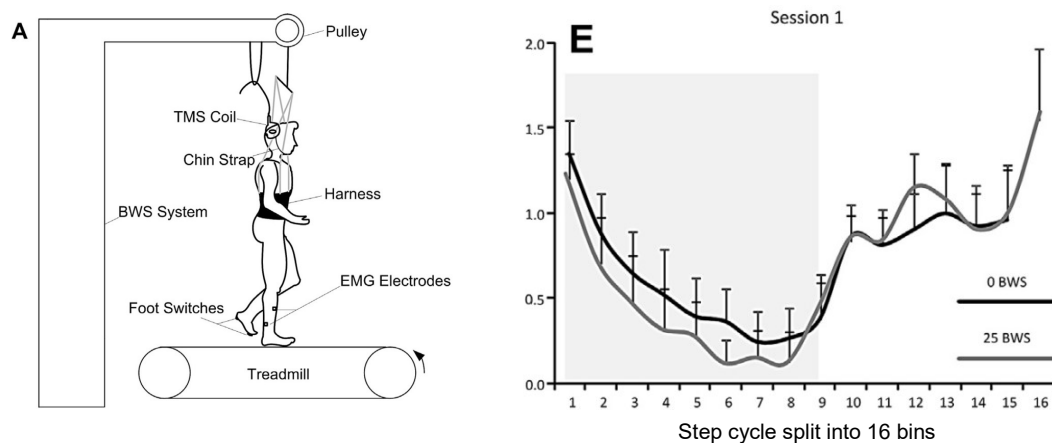 A
Pulley
TMS Coil
Chin Strap
Harness
BWS System
EMG Electrodes
Foot Switches
Treadmill
Session 1
E
2.0
1.5
1.0
0.5
0.0
0 BWS
25 BWS
1 2 3 4 5 6 7 8 9 10 11 12 13 14 15 16
Step cycle split into 16 bins